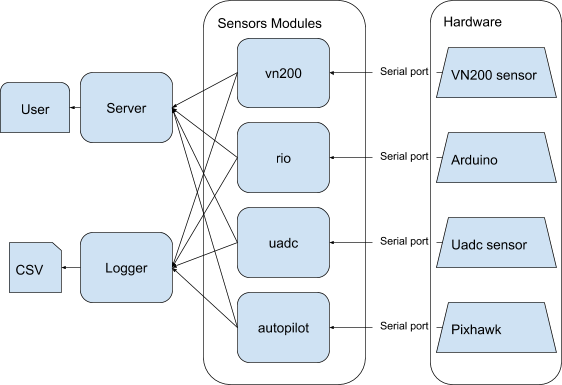 Sensors Modules
Hardware
vn200
Serial port
VN200 sensor
User
Server
rio
Serial port
Arduino
uadc
Serial port
Uadc sensor
CSV
Logger
autopilot
Serial port
Pixhawk